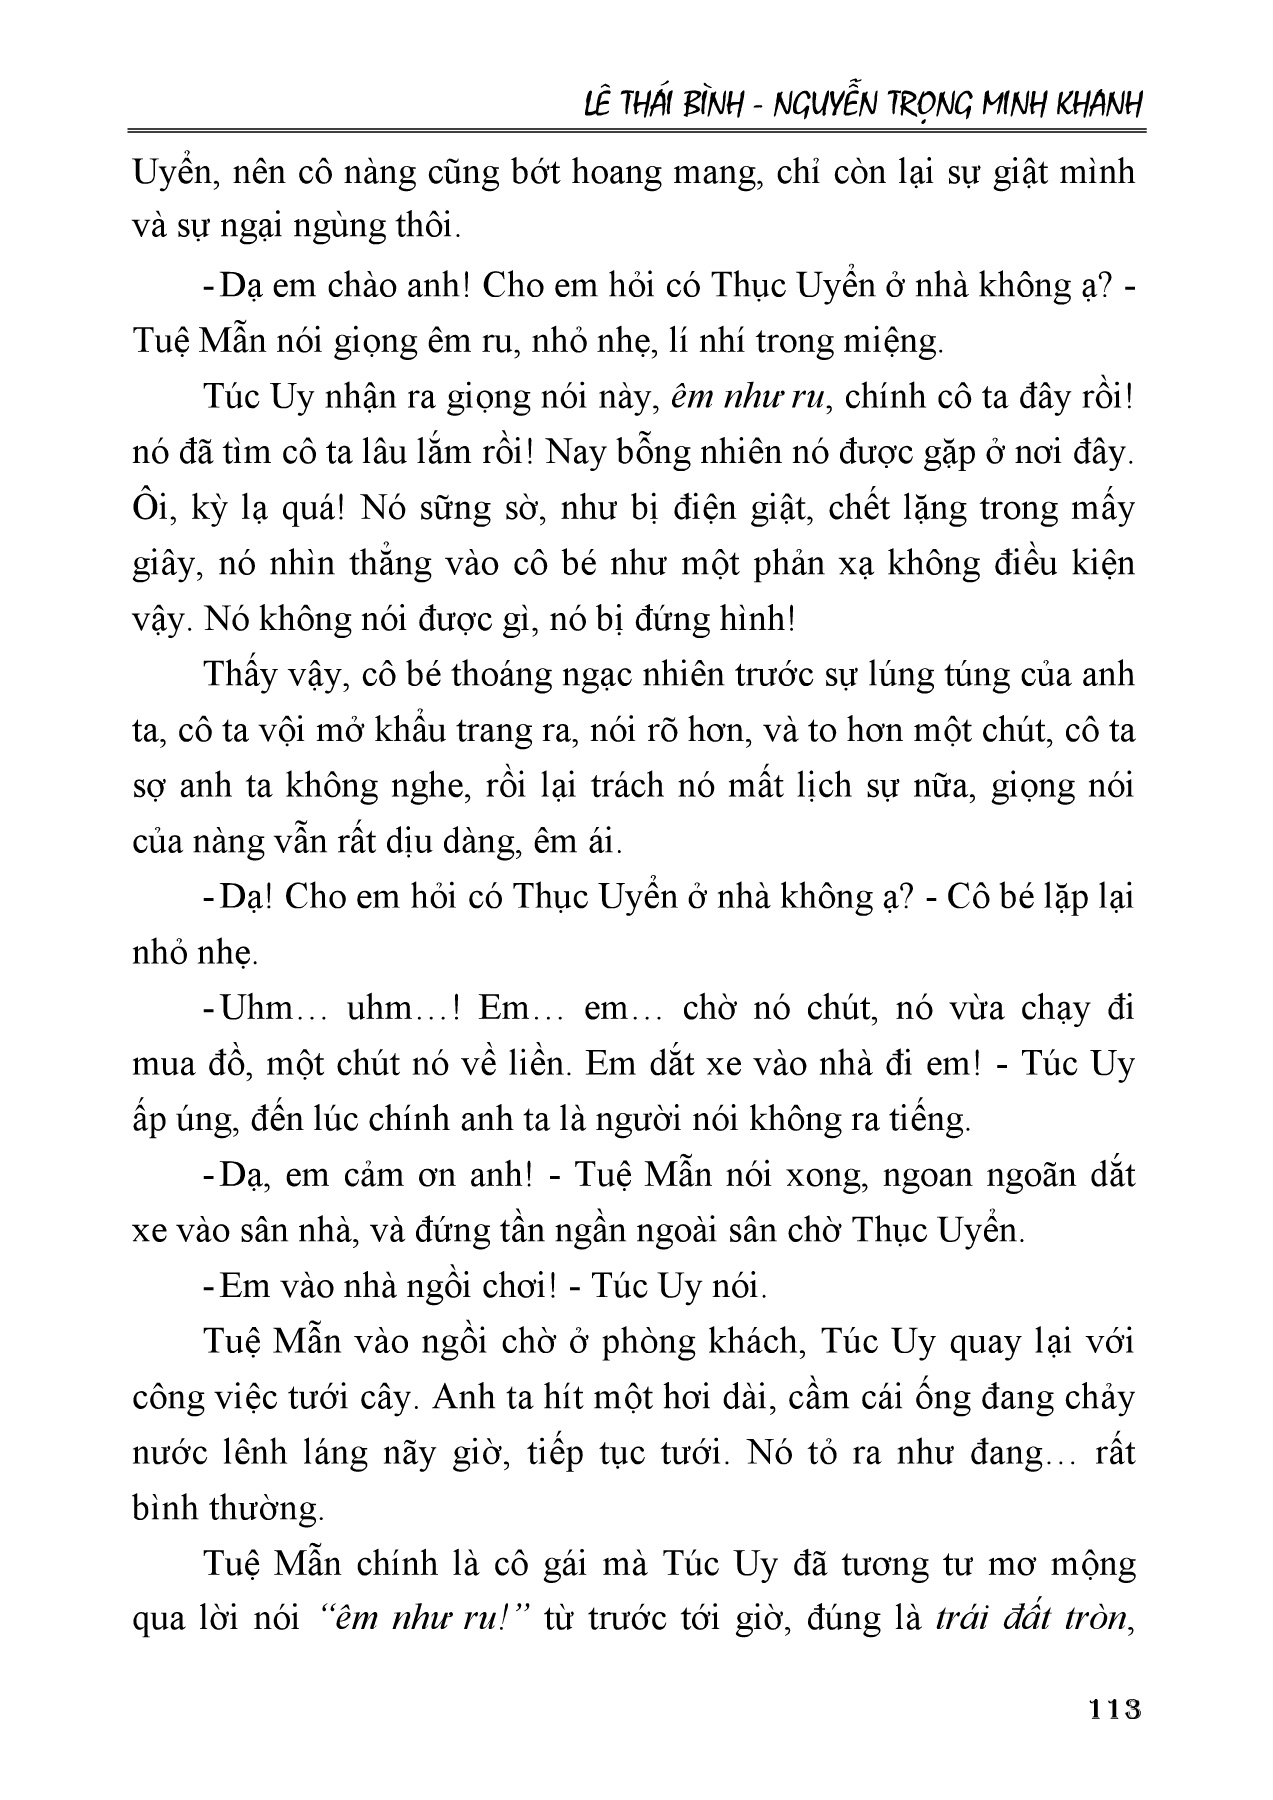 LÊ THÁI BÌNH - NGUYỄN TRỌNG MINH KHANH
Uyển, nên cô nàng cũng bớt hoang mang, chỉ còn lại sự giật mình
và sự ngại ngùng thôi.
- Dạ em chào anh! Cho em hỏi có Thục Uyển ở nhà không ạ? -
Tuệ Mẫn nói giọng êm ru, nhỏ nhẹ, lí nhí trong miệng.
Túc Uy nhận ra giọng nói này, êm như ru, chính cô ta đây rồi!
nó đã tìm cô ta lâu lắm rồi! Nay bỗng nhiên nó được gặp ở nơi đây.
Ôi, kỳ lạ quá! Nó sững sờ, như bị điện giật, chết lặng trong mấy
giây, nó nhìn thẳng vào cô bé như một phản xạ không điều kiện
vậy. Nó không nói được gì, nó bị đứng hình!
Thấy vậy, cô bé thoáng ngạc nhiên trước sự lúng túng của anh
ta, cô ta vội mở khẩu trang ra, nói rõ hơn, và to hơn một chút, cô ta
sợ anh ta không nghe, rồi lại trách nó mất lịch sự nữa, giọng nói
của nàng vẫn rất dịu dàng, êm ái.
- Dạ! Cho em hỏi có Thục Uyển ở nhà không ạ? - Cô bé lặp lại
nhỏ nhẹ.
- Uhm… uhm…! Em… em… chờ nó chút, nó vừa chạy đi
mua đồ, một chút nó về liền. Em dắt xe vào nhà đi em! - Túc Uy
ấp úng, đến lúc chính anh ta là người nói không ra tiếng.
- Dạ, em cảm ơn anh! - Tuệ Mẫn nói xong, ngoan ngoãn dắt
xe vào sân nhà, và đứng tần ngần ngoài sân chờ Thục Uyển.
- Em vào nhà ngồi chơi! - Túc Uy nói.
Tuệ Mẫn vào ngồi chờ ở phòng khách, Túc Uy quay lại với
công việc tưới cây. Anh ta hít một hơi dài, cầm cái ống đang chảy
nước lênh láng nãy giờ, tiếp tục tưới. Nó tỏ ra như đang… rất
bình thường.
Tuệ Mẫn chính là cô gái mà Túc Uy đã tương tư mơ mộng
qua lời nói “êm như ru!” từ trước tới giờ, đúng là trái đất tròn,
113